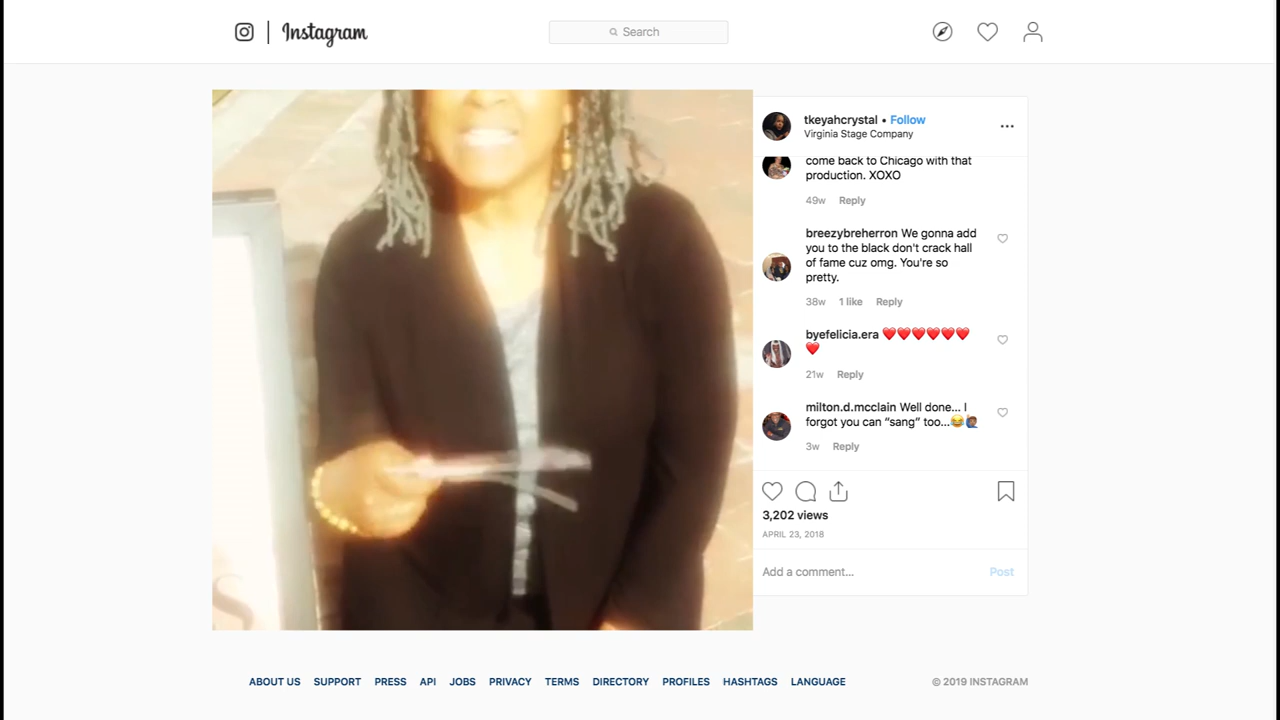 Instagram
Search
tkeyahcrystal • Follow
Virginia Stage Company
come back to Chicago with that
production. XOXO
49w Reply
breezybreherron We gonna add
you to the black don't crack hall
of fame cuz omg. You're so
pretty.
38w 1 like Reply
byefelicia.era ❤️❤️❤️❤️❤️❤️
❤️
21w Reply
milton.d.mcclain Well done... I
forgot you can “sang” too...😂🙋🏾‍♂️
3w Reply
3,202 views
APRIL 23, 2018
Add a comment... Post
ABOUT US SUPPORT PRESS API JOBS PRIVACY TERMS DIRECTORY PROFILES HASHTAGS LANGUAGE © 2019 INSTAGRAM